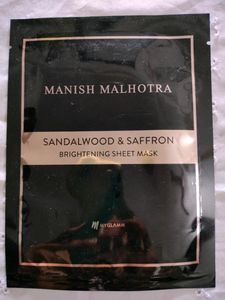 MANISH MALHOTRA
SANDALWOOD & SAFFRON
BRIGHTENING SHEET MASK
MYGLAMM